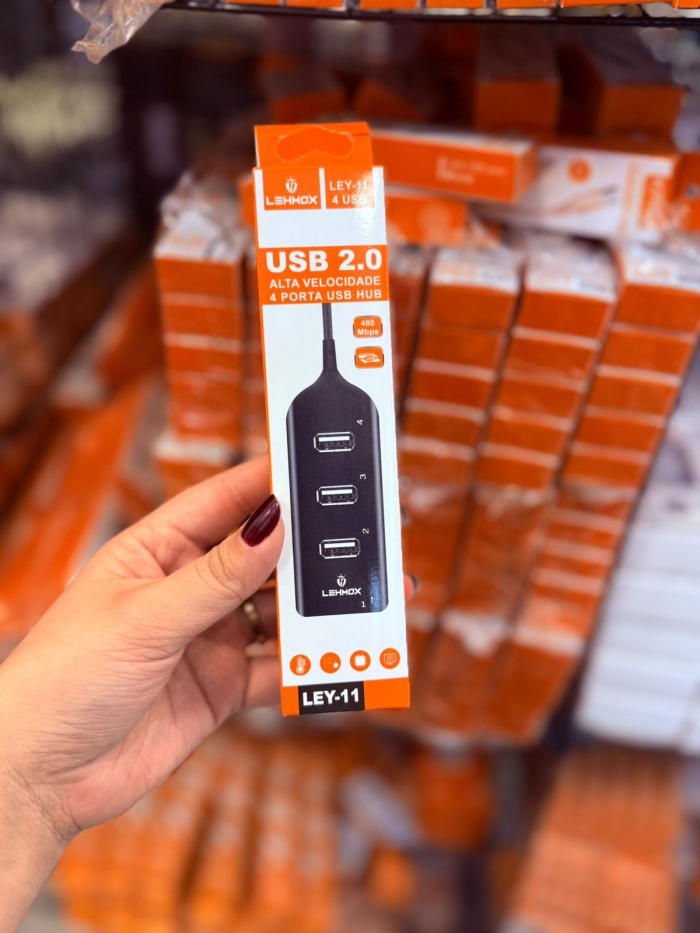 LEHMOX
LEY-11
4 USB
USB 2.0
ALTA VELOCIDADE
4 PORTA USB HUB
480
Mbps
4
3
2
LEHMOX
1
LEY-11